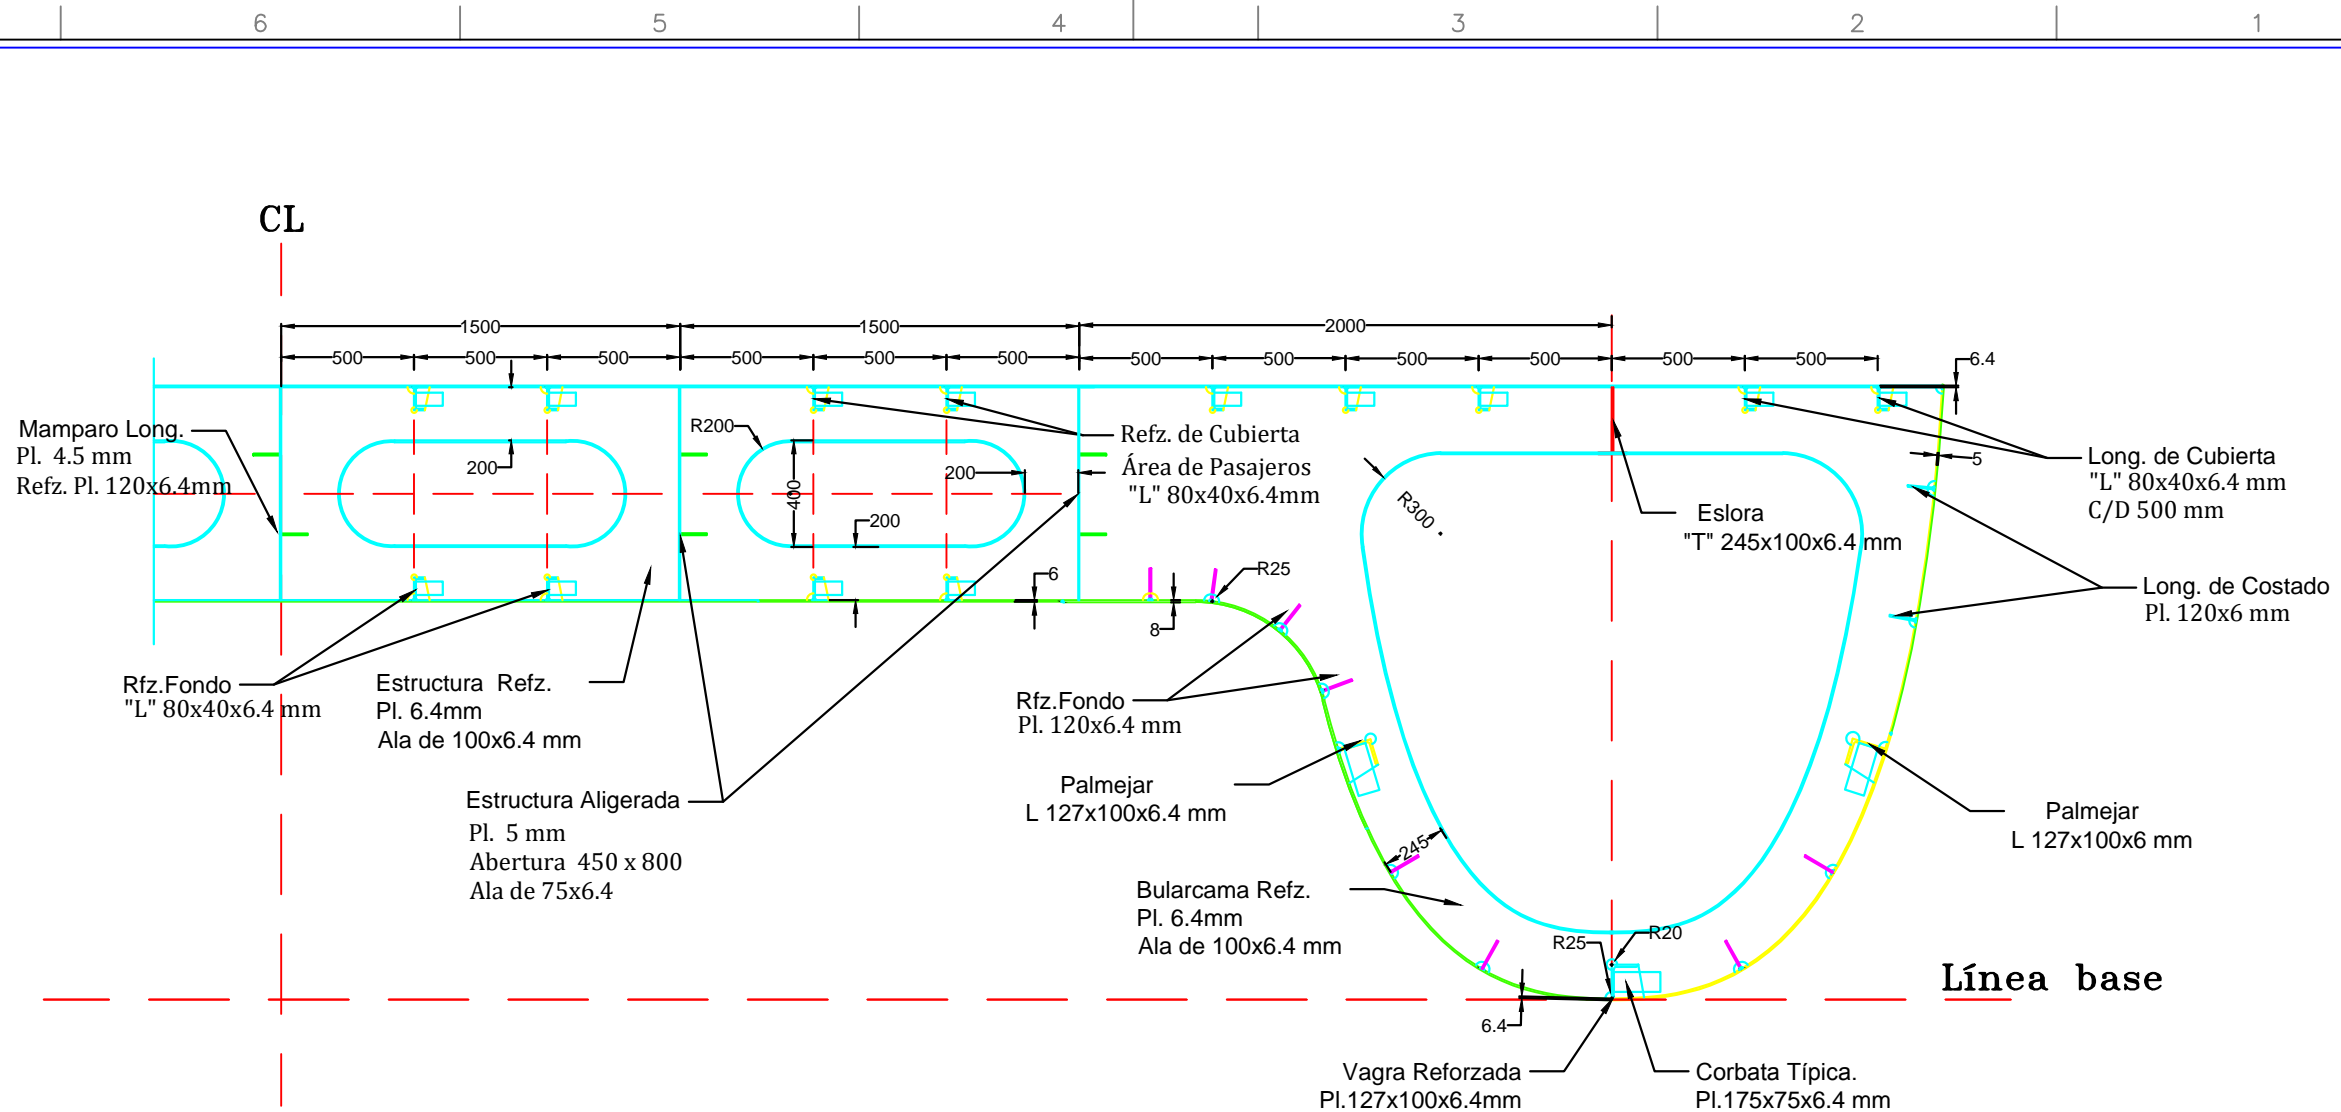 6 5 4 3 2 1
CL
1500 1500 2000
500 500 500 500 500 500 500 500 500 500 500 500
6.4
Mamparo Long.
Pl. 4.5 mm
Refz. Pl. 120x6.4mm
200
R200
400
200
200
Refz. de Cubierta
Área de Pasajeros
"L" 80x40x6.4mm
R300
Eslora
"T" 245x100x6.4 mm
5
Long. de Cubierta
"L" 80x40x6.4 mm
C/D 500 mm
Long. de Costado
Pl. 120x6 mm
6
8
R25
Rfz.Fondo
"L" 80x40x6.4 mm
Estructura Refz.
Pl. 6.4mm
Ala de 100x6.4 mm
Estructura Aligerada
Pl. 5 mm
Abertura 450 x 800
Ala de 75x6.4
Rfz.Fondo
Pl. 120x6.4 mm
Palmejar
L 127x100x6.4 mm
Palmejar
L 127x100x6 mm
245
Bularcama Refz.
Pl. 6.4mm
Ala de 100x6.4 mm
R25
R20
Línea base
6.4
Vagra Reforzada
Pl.127x100x6.4mm
Corbata Típica.
Pl.175x75x6.4 mm